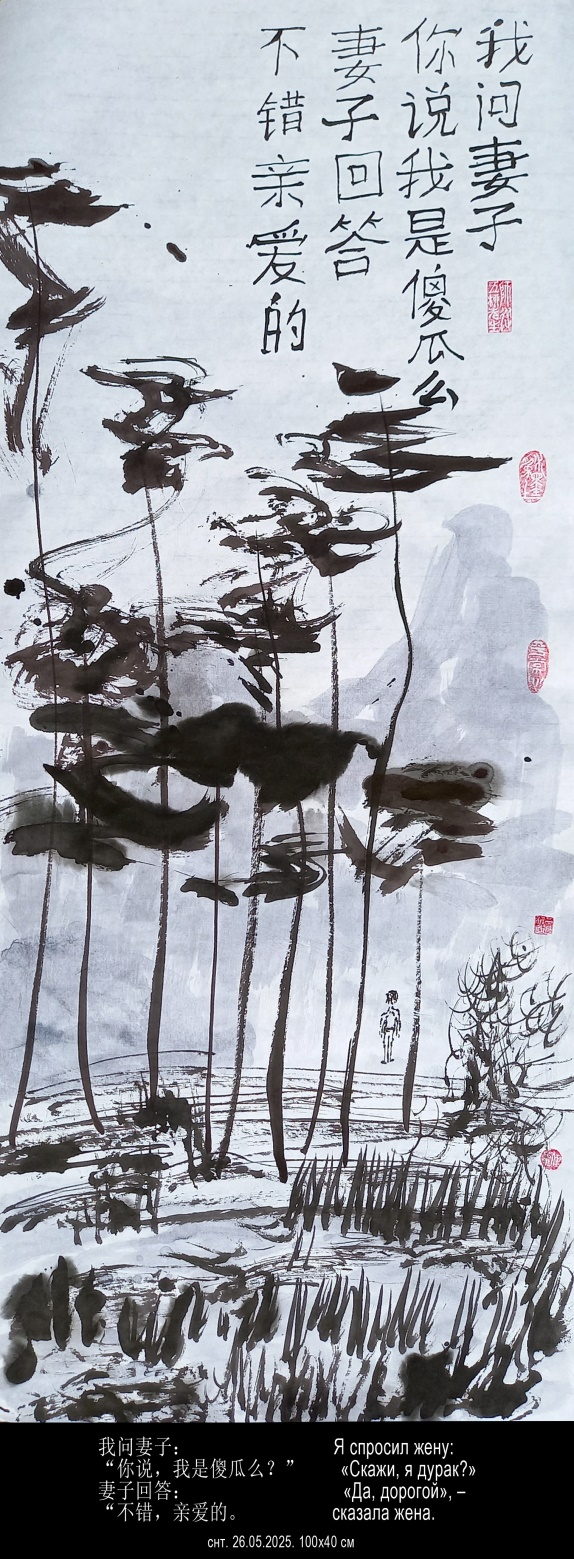 我问妻子
你说我是傻瓜么
妻子回答
不错亲爱的
我问妻子：
“你说，我是傻瓜么？”
妻子回答：
“不错，亲爱的。
Я спросил жену:
«Скажи, я дурак?»
«Да, дорогой», –
сказала жена.
снт. 26.05.2025. 100x40 см